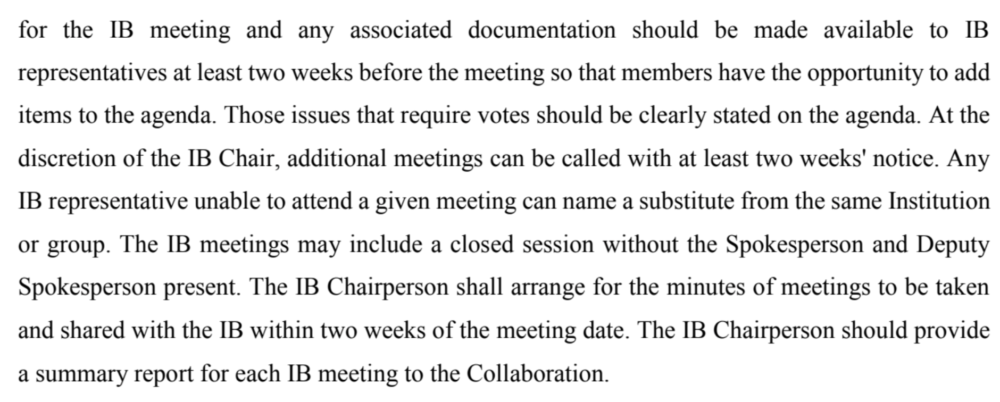 for the IB meeting and any associated documentation should be made available to IB
representatives at least two weeks before the meeting so that members have the opportunity to add
items to the agenda. Those issues that require votes should be clearly stated on the agenda. At the
discretion of the IB Chair, additional meetings can be called with at least two weeks' notice. Any
IB representative unable to attend a given meeting can name a substitute from the same Institution
or group. The IB meetings may include a closed session without the Spokesperson and Deputy
Spokesperson present. The IB Chairperson shall arrange for the minutes of meetings to be taken
and shared with the IB within two weeks of the meeting date. The IB Chairperson should provide
a summary report for each IB meeting to the Collaboration.